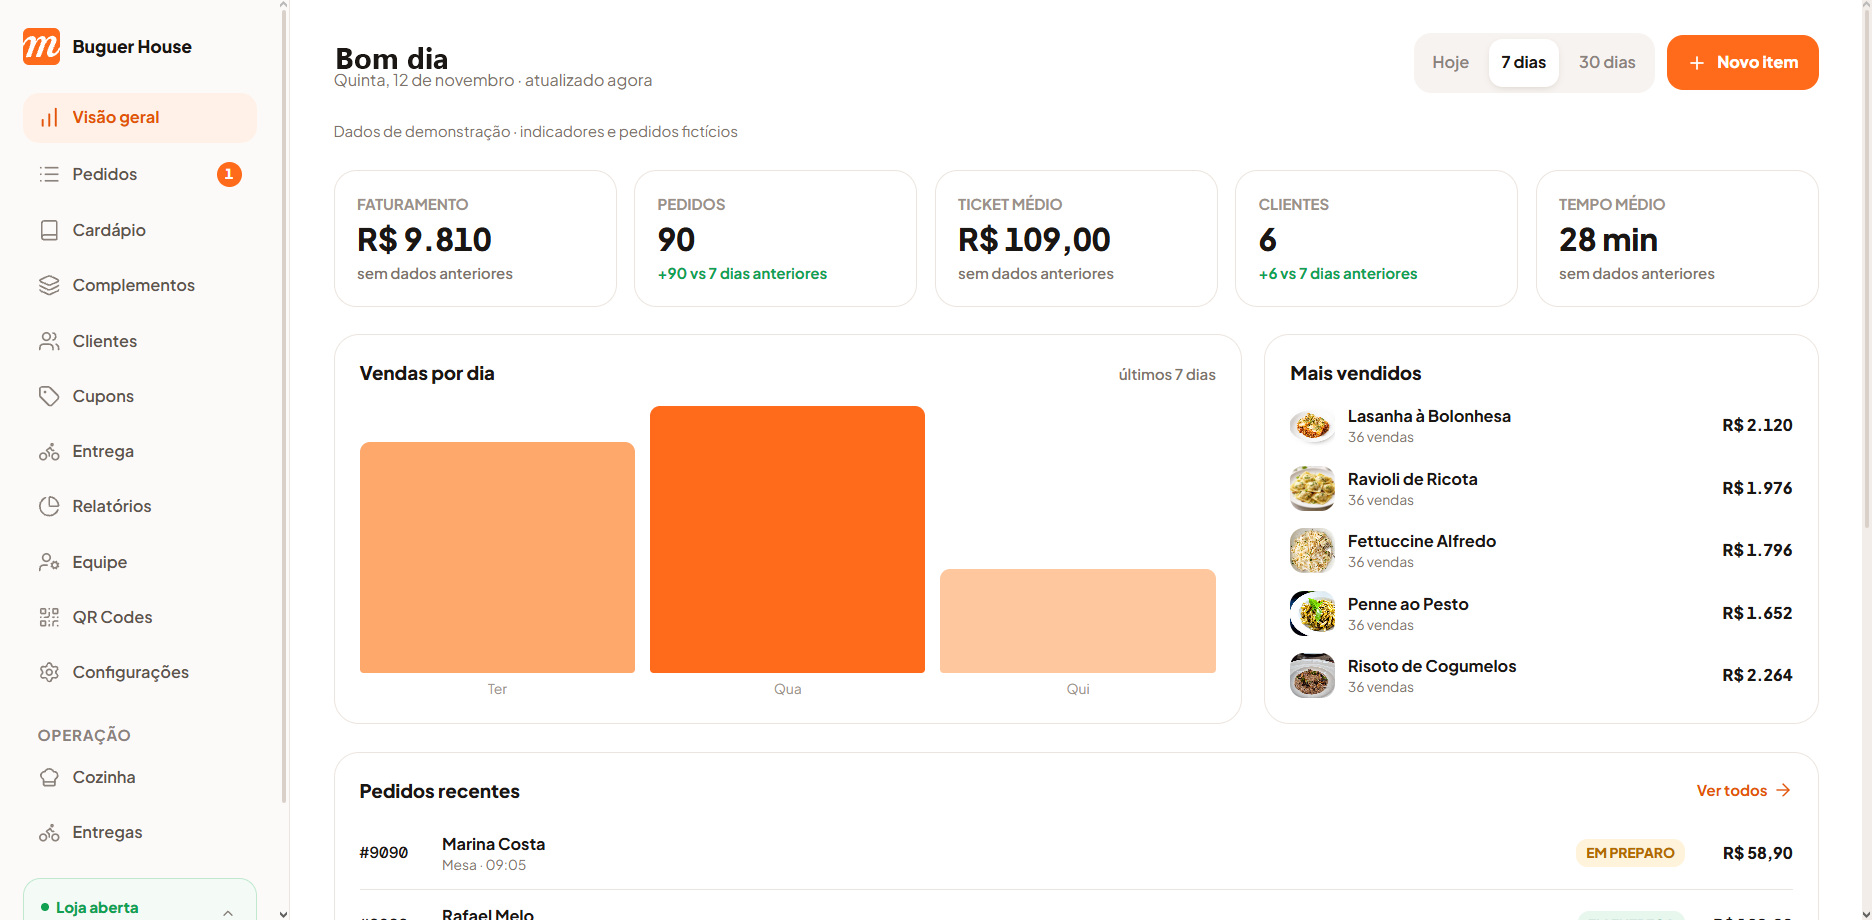 m Buguer House
Visão geral
Pedidos 1
Cardápio
Complementos
Clientes
Cupons
Entrega
Relatórios
Equipe
QR Codes
Configurações
OPERAÇÃO
Cozinha
Entregas
Loja aberta
Bom dia
Quinta, 12 de novembro · atualizado agora
Hoje 7 dias 30 dias + Novo item
Dados de demonstração · indicadores e pedidos fictícios
FATURAMENTO
R$ 9.810
sem dados anteriores
PEDIDOS
90
+90 vs 7 dias anteriores
TICKET MÉDIO
R$ 109,00
sem dados anteriores
CLIENTES
6
+6 vs 7 dias anteriores
TEMPO MÉDIO
28 min
sem dados anteriores
Vendas por dia últimos 7 dias
Ter Qua Qui
Mais vendidos
Lasanha à Bolonhesa
36 vendas
R$ 2.120
Ravioli de Ricota
36 vendas
R$ 1.976
Fettuccine Alfredo
36 vendas
R$ 1.796
Penne ao Pesto
36 vendas
R$ 1.652
Risoto de Cogumelos
36 vendas
R$ 2.264
Pedidos recentes Ver todos →
#9090 Marina Costa EM PREPARO R$ 58,90
Mesa · 09:05
Rafael Melo